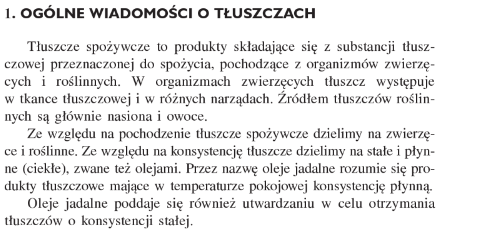 1. OGÓLNE WIADOMOŚCI O TŁUSZCZACH
Tłuszcze spożywcze to produkty składające się z substancji tłusz-
czowej przeznaczonej do spożycia, pochodzące z organizmów zwierzę-
cych i roślinnych. W organizmach zwierzęcych tłuszcz występuje
w tkance tłuszczowej i w różnych narządach. Źródłem tłuszczów roślin-
nych są głównie nasiona i owoce.
Ze względu na pochodzenie tłuszcze spożywcze dzielimy na zwierzę-
ce i roślinne. Ze względu na konsystencję tłuszcze dzielimy na stałe i płyn-
ne (ciekłe), zwane też olejami. Przez nazwę oleje jadalne rozumie się pro-
dukty tłuszczowe mające w temperaturze pokojowej konsystencję płynną.
Oleje jadalne poddaje się również utwardzaniu w celu otrzymania
tłuszczów o konsystencji stałej.